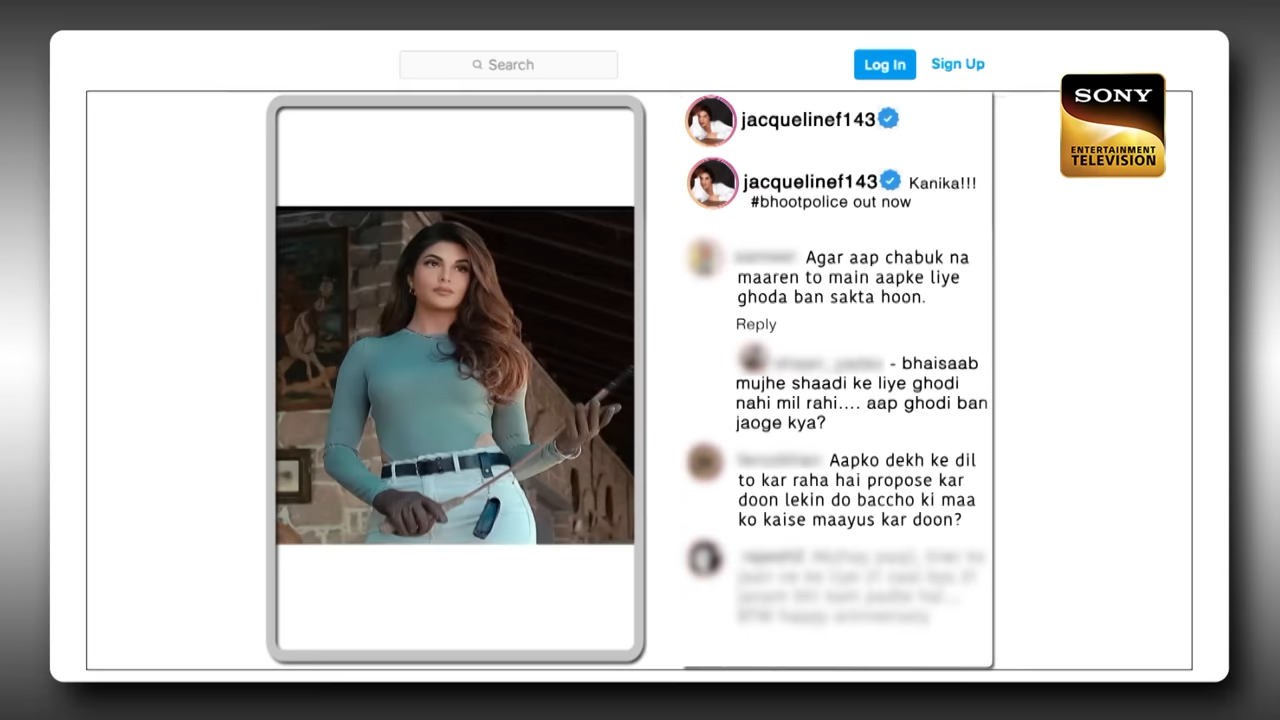 Search
Log In
Sign Up
SONY
ENTERTAINMENT
TELEVISION
jacquelinef143
jacquelinef143 Kanika!!!
#bhootpolice out now
Agar aap chabuk na
maaren to main aapke liye
ghoda ban sakta hoon.
Reply
- bhaisaab
mujhe shaadi ke liye ghodi
nahi mil rahi.... aap ghodi ban
jaoge kya?
Aapko dekh ke dil
to kar raha hai propose kar
doon lekin do baccho ki maa
ko kaise maayus kar doon?